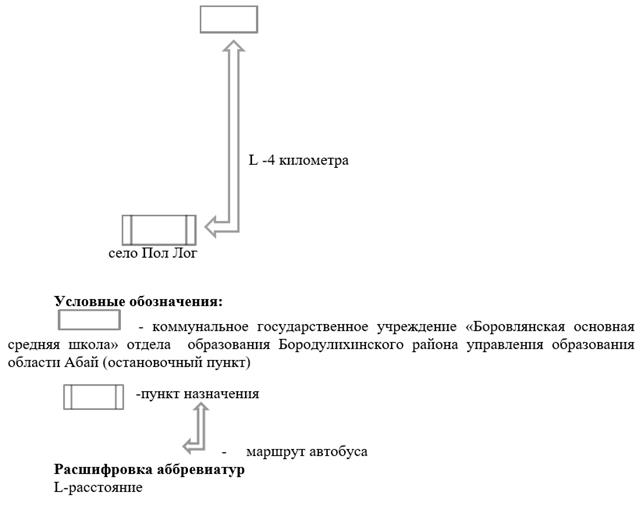 L -4 километра
село Пол Лог
Условные обозначения:
- коммунальное государственное учреждение «Боровлянская основная
средняя школа» отдела образования Бородулихинского района управления образования
области Абай (остановочный пункт)
-пункт назначения
- маршрут автобуса
Расшифровка аббревиатур
L-расстояние